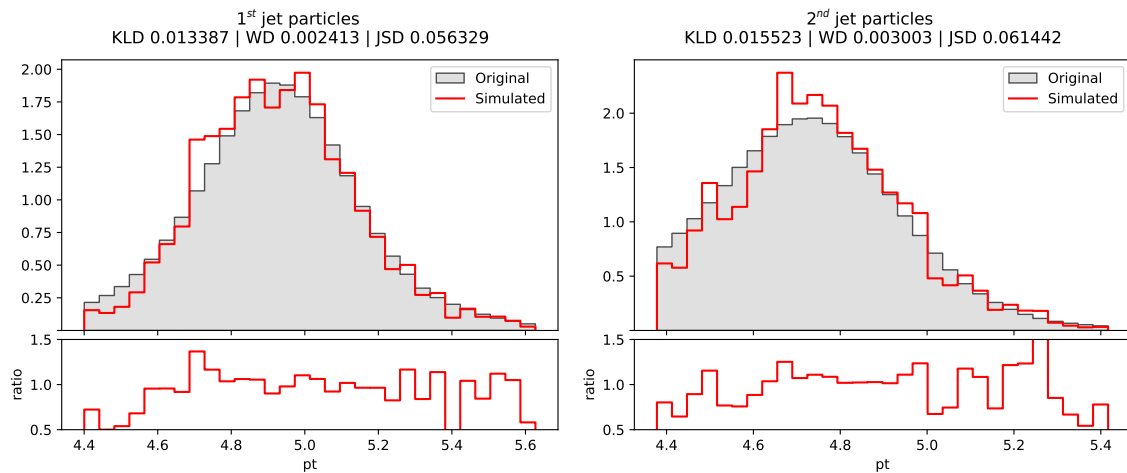 1st jet particles
KLD 0.013387 | WD 0.002413 | JSD 0.056329
2.00
1.75
1.50
1.25
1.00
0.75
0.50
0.25
Original
Simulated
1.5
1.0
0.5
ratio
4.4 4.6 4.8 5.0 5.2 5.4 5.6
pt
2nd jet particles
KLD 0.015523 | WD 0.003003 | JSD 0.061442
2.0
1.5
1.0
0.5
Original
Simulated
1.5
1.0
0.5
ratio
4.4 4.6 4.8 5.0 5.2 5.4
pt